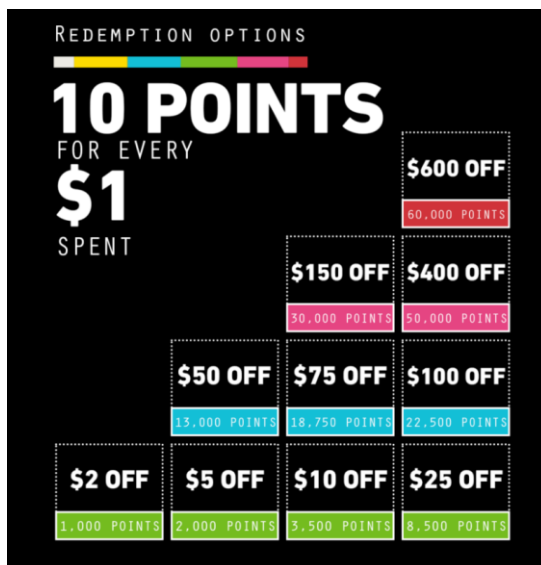 REDEMPTION OPTIONS
10 POINTS
FOR EVERY
$1
SPENT
$600 OFF
60,000 POINTS
$150 OFF $400 OFF
30,000 POINTS 50,000 POINTS
$50 OFF $75 OFF $100 OFF
13,000 POINTS 18,750 POINTS 22,500 POINTS
$2 OFF $5 OFF $10 OFF $25 OFF
1,000 POINTS 2,000 POINTS 3,500 POINTS 8,500 POINTS